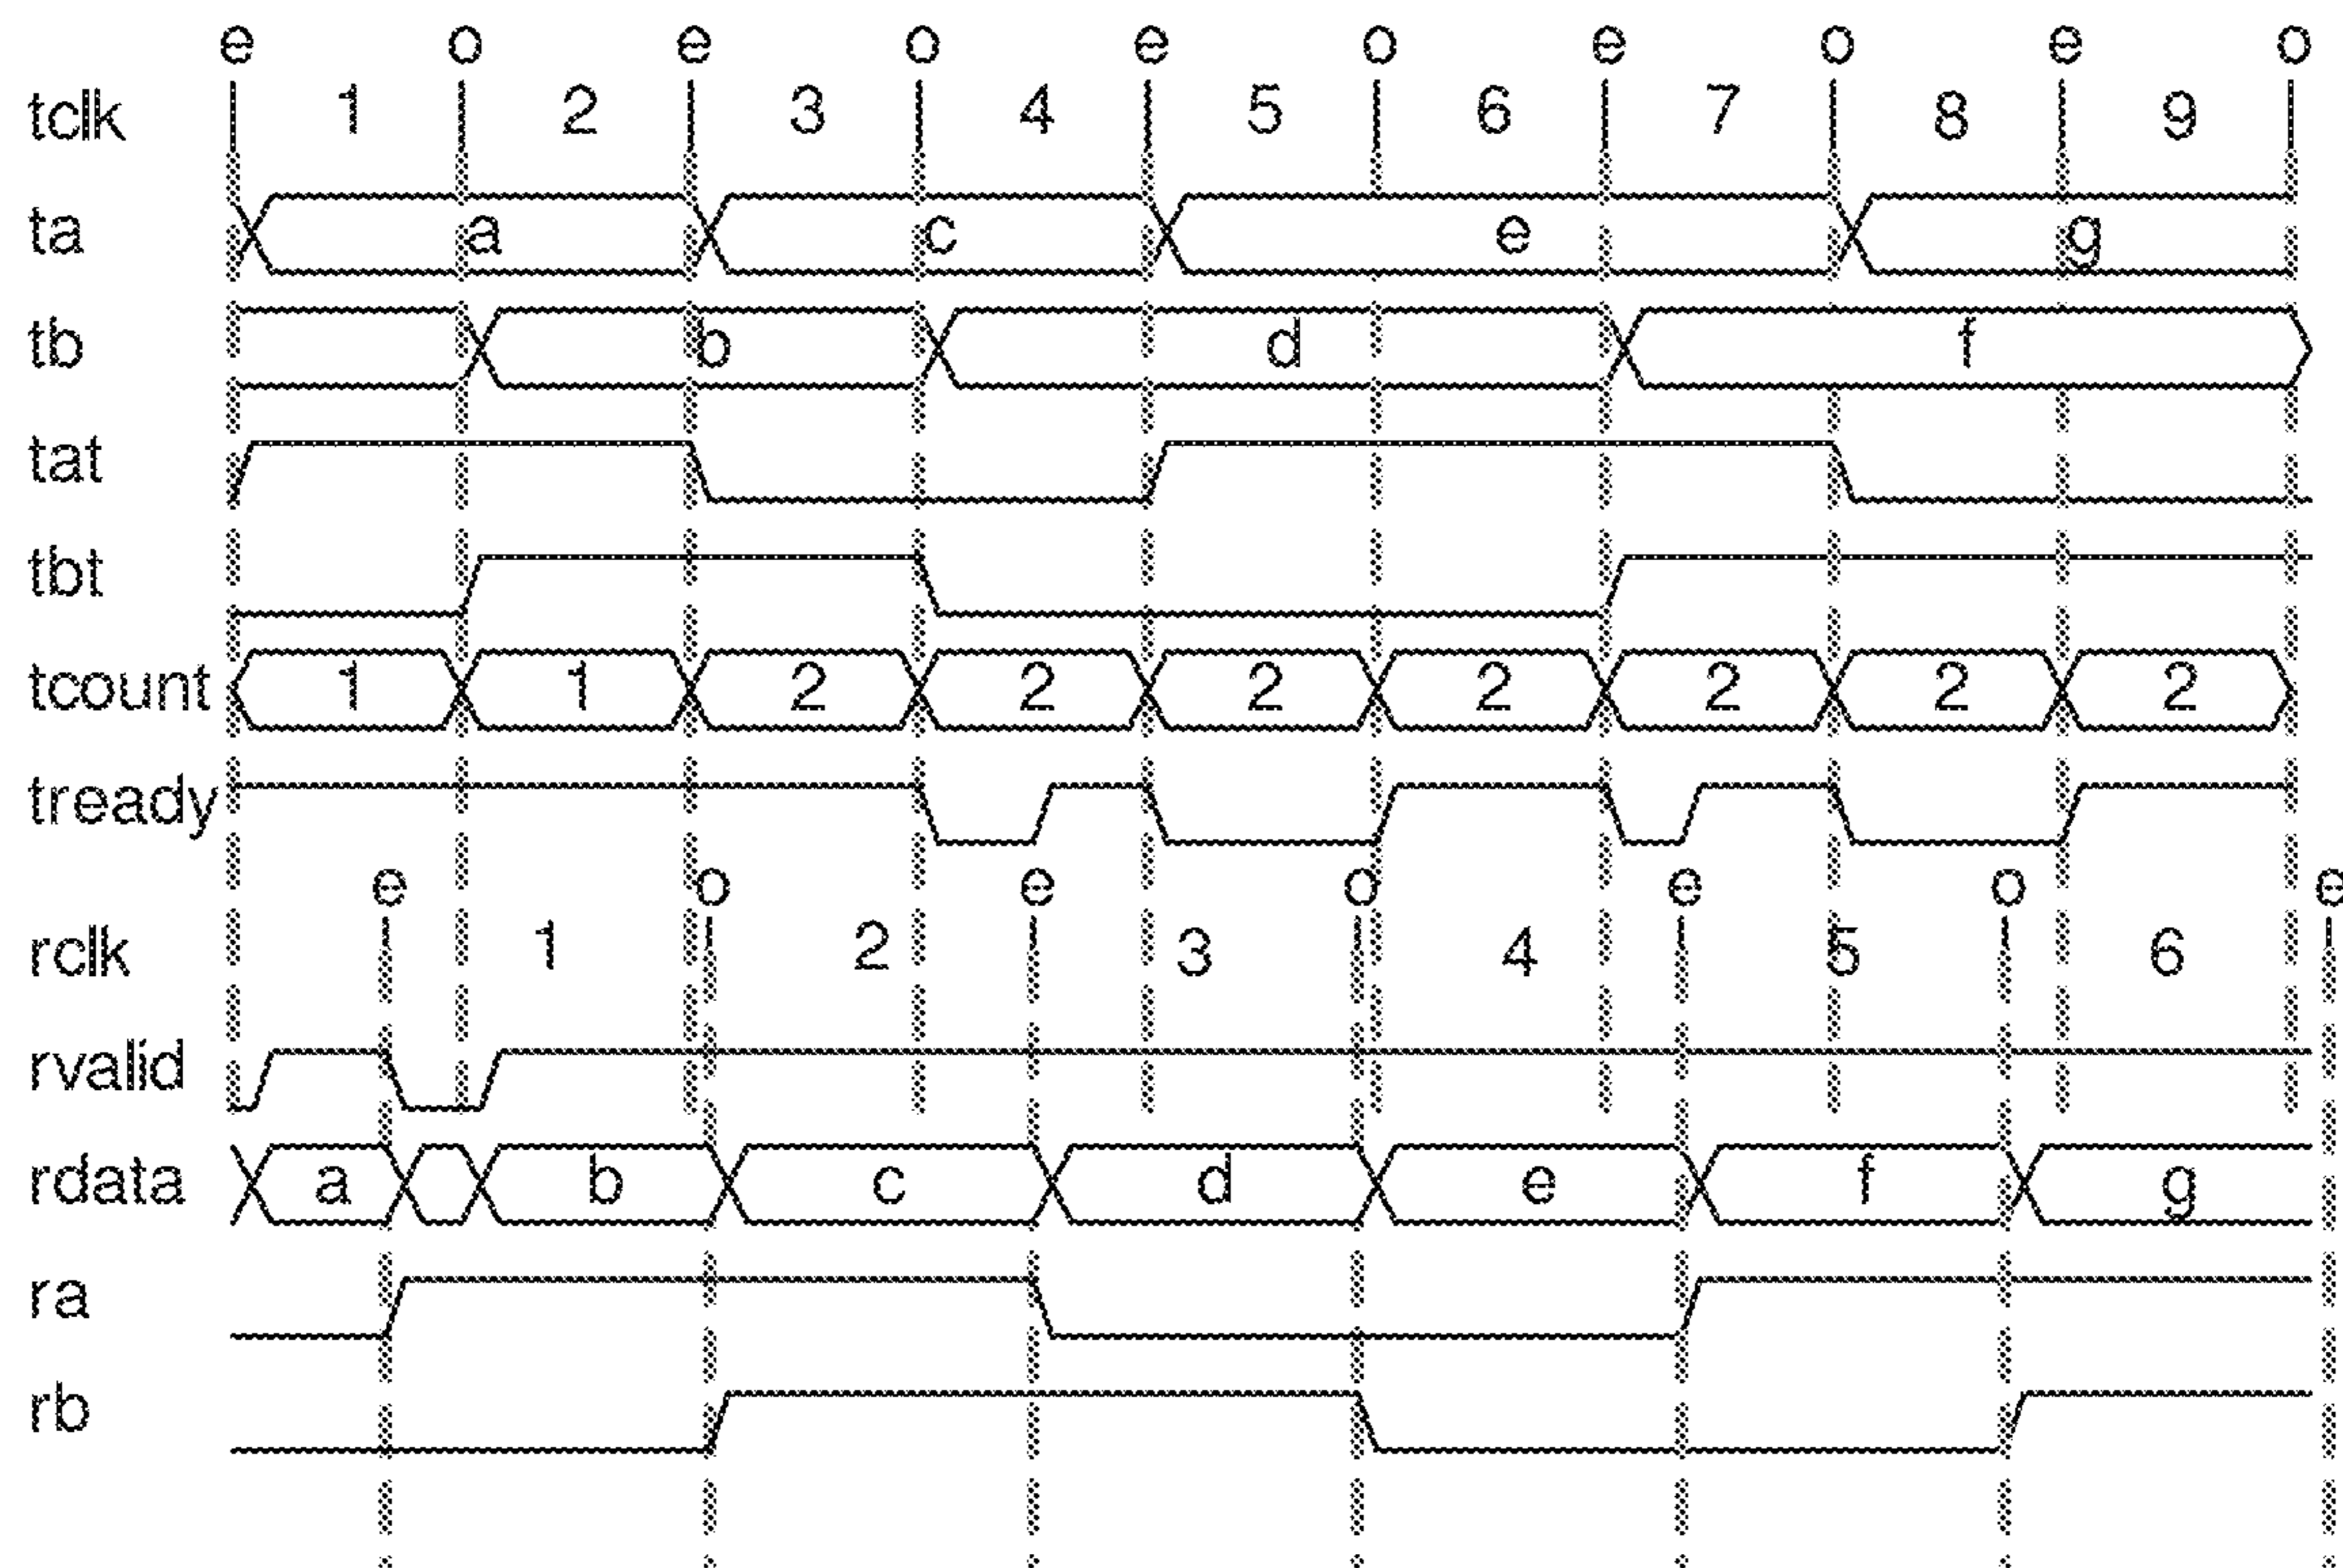 e o e o e o e o e o
tclk 1 2 3 4 5 6 7 8 9
ta a c e g
tb b d f
tat
tbt
tcount 1 1 2 2 2 2 2 2 2
tready
e o e o e o e
rclk 1 2 3 4 5 6
rvalid
rdata a b c d e f g
ra
rb